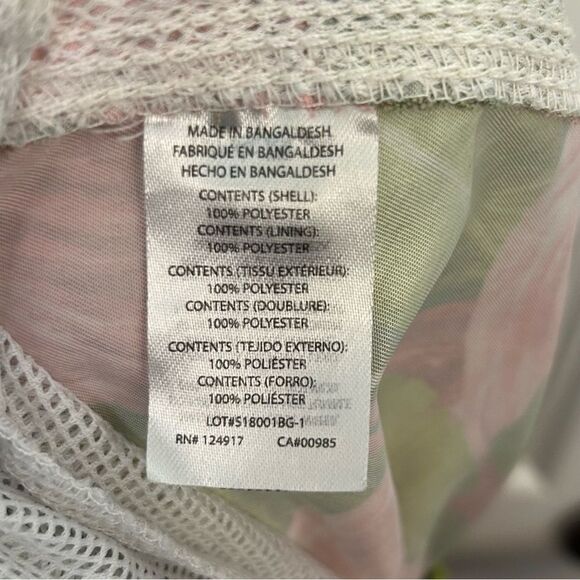 MADE IN BANGALDESH
FABRIQUÉ EN BANGALDESH
HECHO EN BANGALDESH
CONTENTS (SHELL):
100% POLYESTER
CONTENTS (LINING):
100% POLYESTER
CONTENTS (TISSU EXTÉRIEUR):
100% POLYESTER
CONTENTS (DOUBLURE):
100% POLYESTER
CONTENTS (TEJIDO EXTERNO):
100% POLIÉSTER
CONTENTS (FORRO):
100% POLIÉSTER
LOT#518001BG-1
RN# 124917 CA#00985